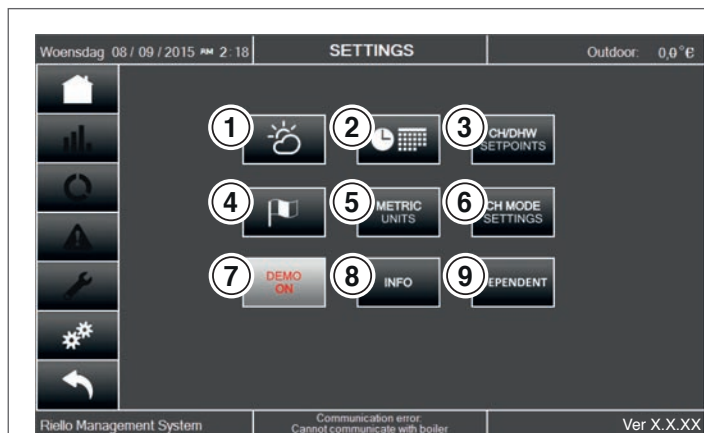 Woensdag 08 / 09 / 2015 PM 2:18 SETTINGS Outdoor: 0,0°C
1 2 3 CH/DHW
SETPOINTS
4 5 METRIC
UNITS 6 CH MODE
SETTINGS
7 DEMO
ON 8 INFO 9 EPENDENT
Riello Management System Communication error:
Cannot communicate with boiler Ver X.X.XX